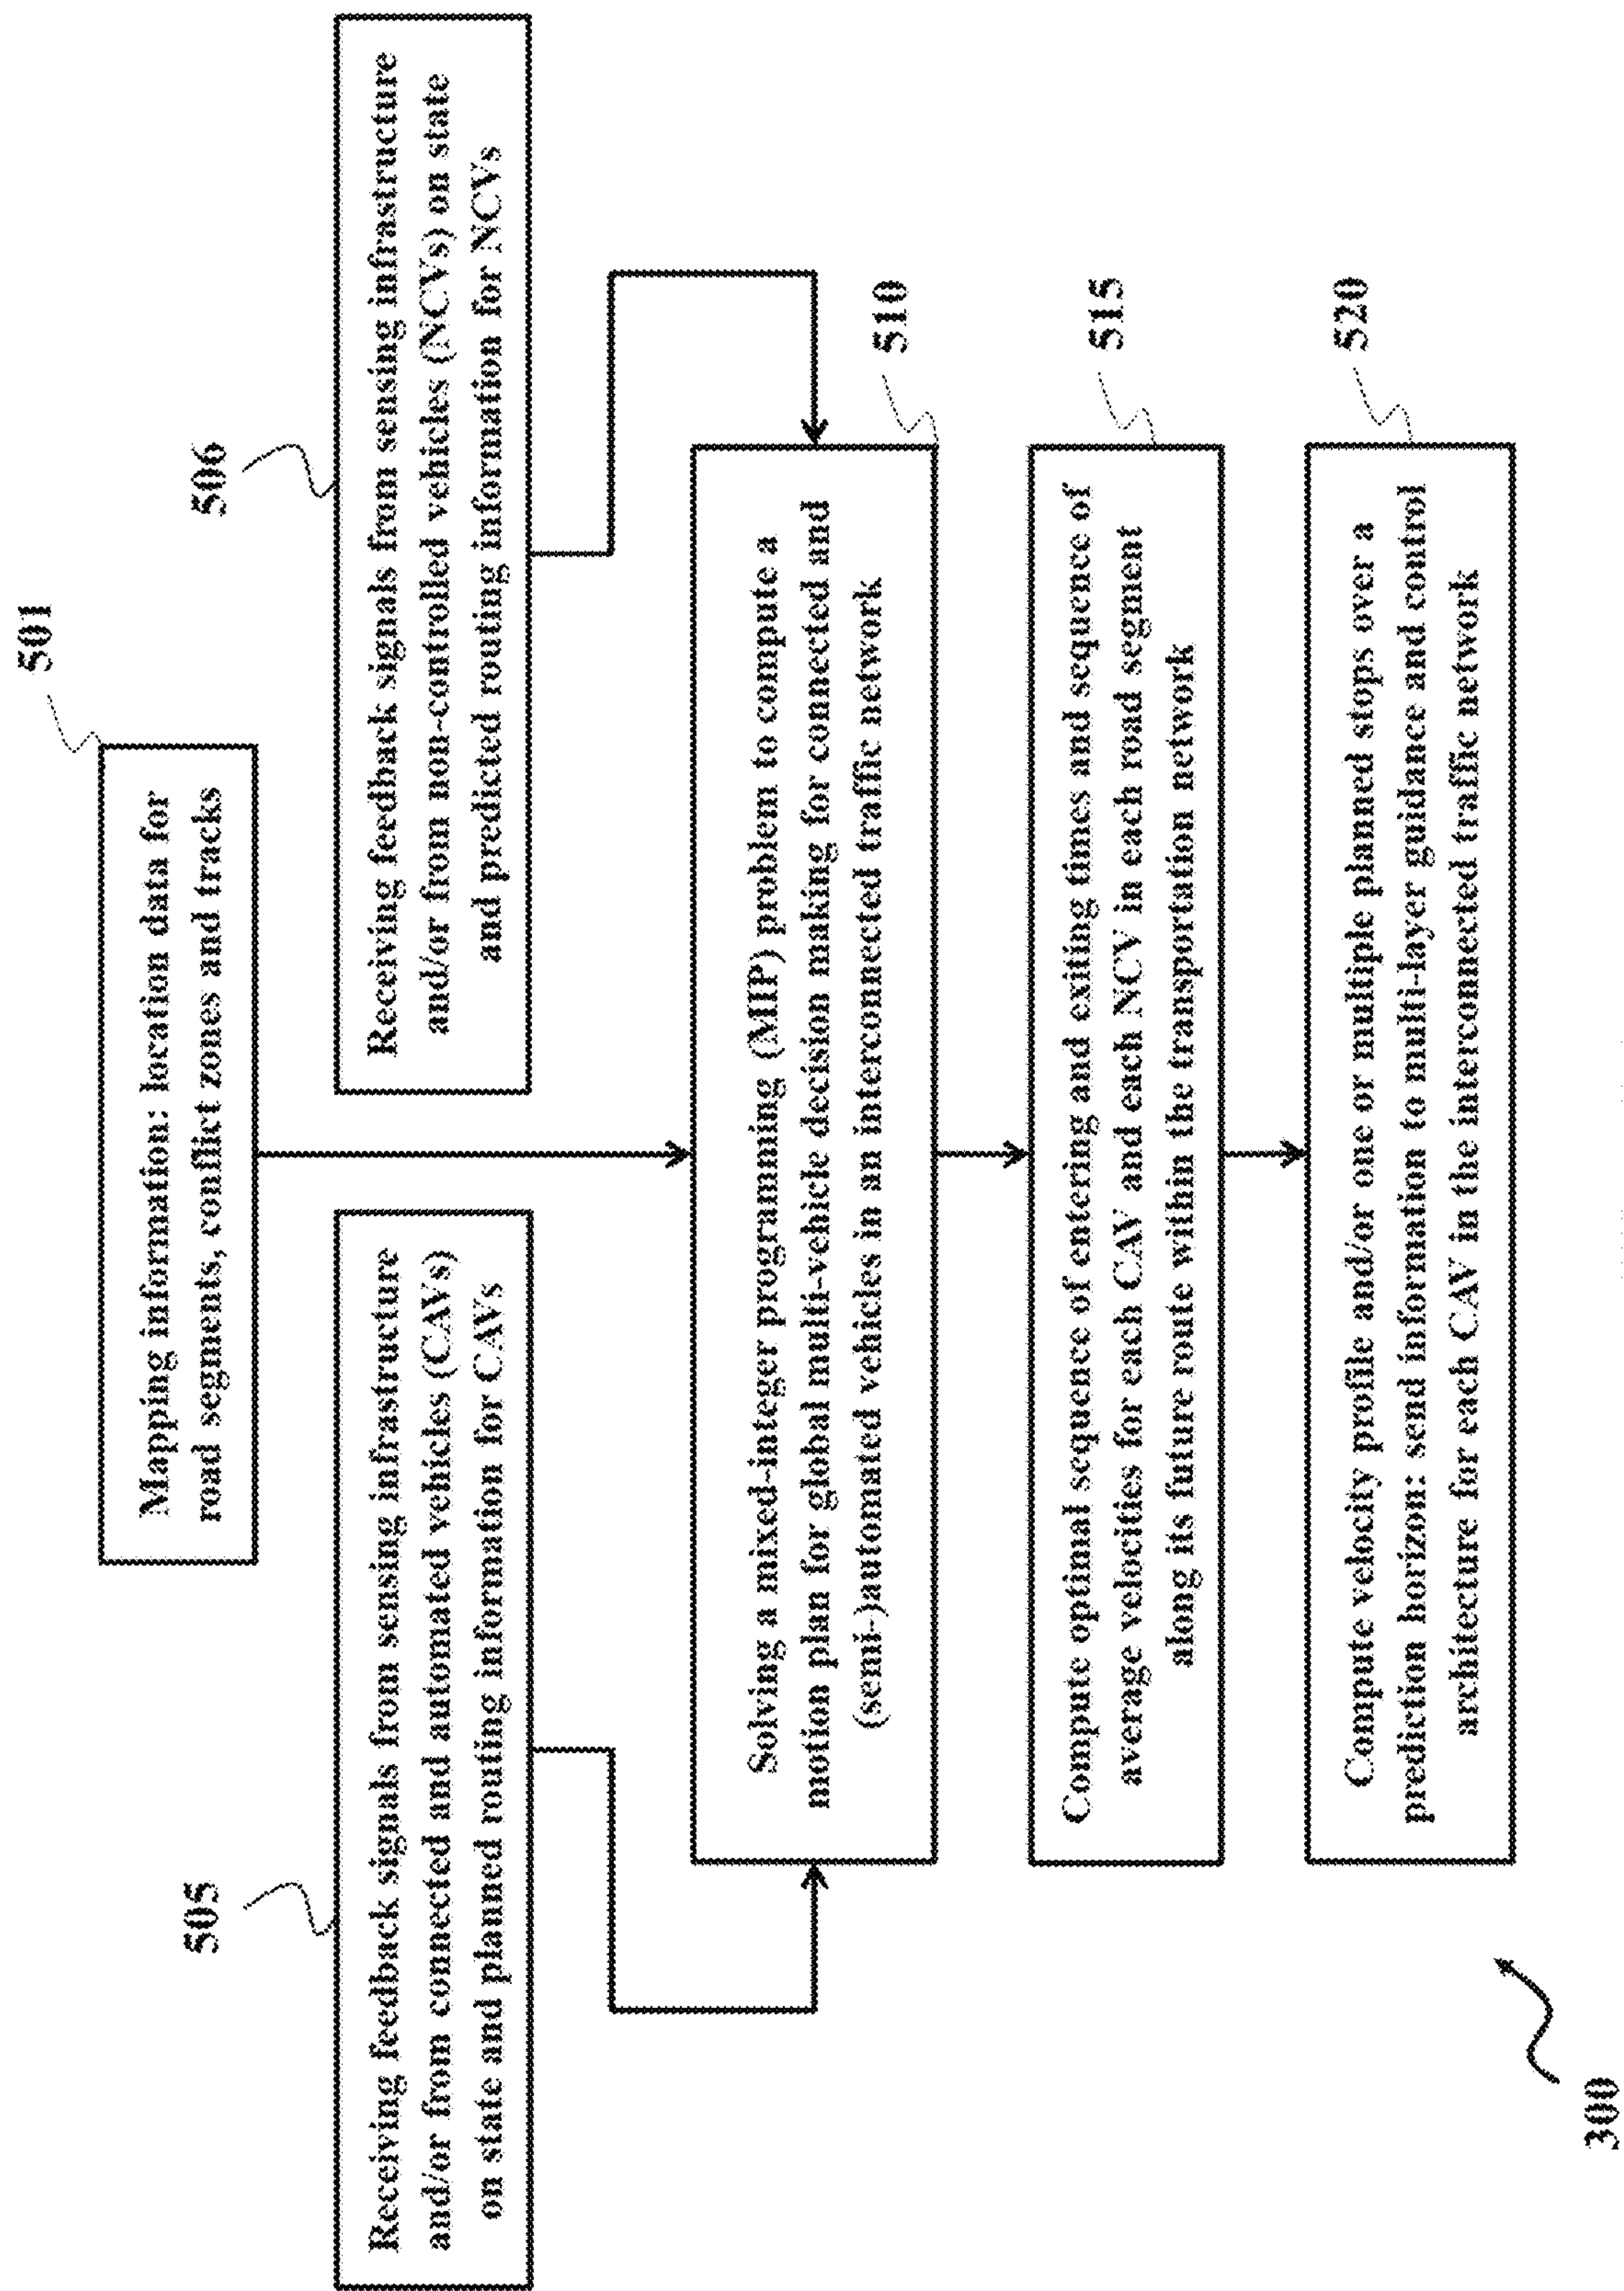 501
Mapping information: location data for
road segments, conflict zones and tracks
505
Receiving feedback signals from sensing infrastructure
and/or from connected and automated vehicles (CAVs)
on state and planned routing information for CAVs
506
Receiving feedback signals from sensing infrastructure
and/or from non-controlled vehicles (NCVs) on state
and predicted routing information for NCVs
510
Solving a mixed-integer programming (MIP) problem to compute a
motion plan for global multi-vehicle decision making for connected and
(semi-)automated vehicles in an interconnected traffic network
515
Compute optimal sequence of entering and exiting times and sequence of
average velocities for each CAV and each NCV in each road segment
along its future route within the transportation network
520
Compute velocity profile and/or one or multiple planned stops over a
prediction horizon: send information to multi-layer guidance and control
architecture for each CAV in the interconnected traffic network
300